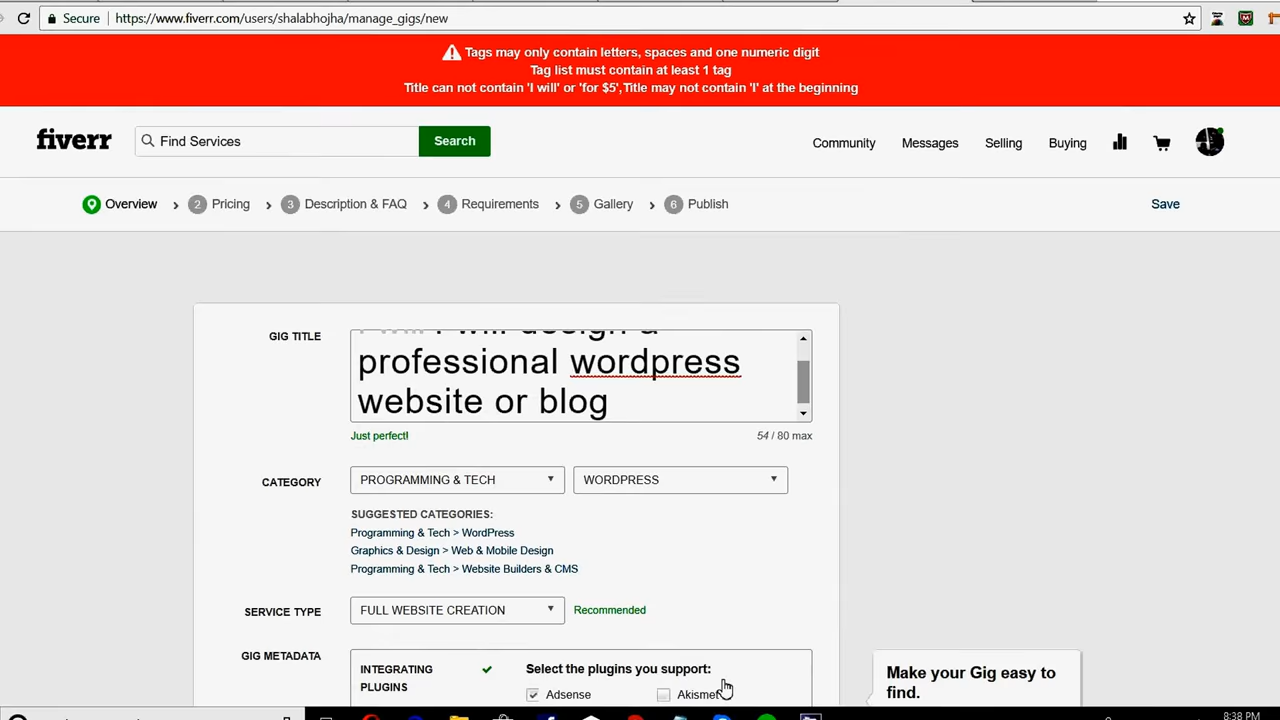 Secure https://www.fiverr.com/users/shalabhojha/manage_gigs/new
Tags may only contain letters, spaces and one numeric digit
Tag list must contain at least 1 tag
Title can not contain 'I will' or 'for $5',Title may not contain 'I' at the beginning
fiverr
Find Services
Search
Community
Messages
Selling
Buying
Overview
2 Pricing
3 Description & FAQ
4 Requirements
5 Gallery
6 Publish
Save
GIG TITLE
I will I will design a
professional wordpress
website or blog
Just perfect!
54 / 80 max
CATEGORY
PROGRAMMING & TECH
WORDPRESS
SUGGESTED CATEGORIES:
Programming & Tech > WordPress
Graphics & Design > Web & Mobile Design
Programming & Tech > Website Builders & CMS
SERVICE TYPE
FULL WEBSITE CREATION
Recommended
GIG METADATA
INTEGRATING
PLUGINS
Select the plugins you support:
Adsense
Akismet
Make your Gig easy to
find.
8:38 PM